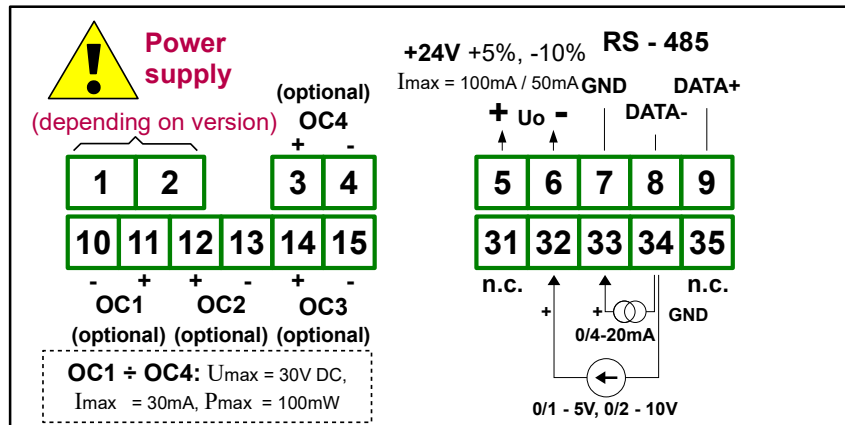 Power
supply
(depending on version)
(optional)
OC4
+ -
1 2 3 4
10 11 12 13 14 15
- + + - + -
OC1 OC2 OC3
(optional) (optional) (optional)
OC1 ÷ OC4: Umax = 30V DC,
Imax = 30mA, Pmax = 100mW
+24V +5%, -10% RS - 485
Imax = 100mA / 50mA GND DATA+
+ Uo - DATA-
5 6 7 8 9
31 32 33 34 35
n.c. n.c.
+ + GND
0/4-20mA
0/1 - 5V, 0/2 - 10V